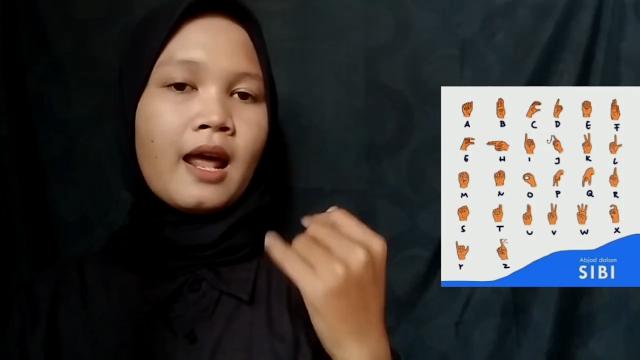 A B C D E F
G H I J K L
M N O P Q R
S T U V W X
Y Z
Abjad dalam
SIBI